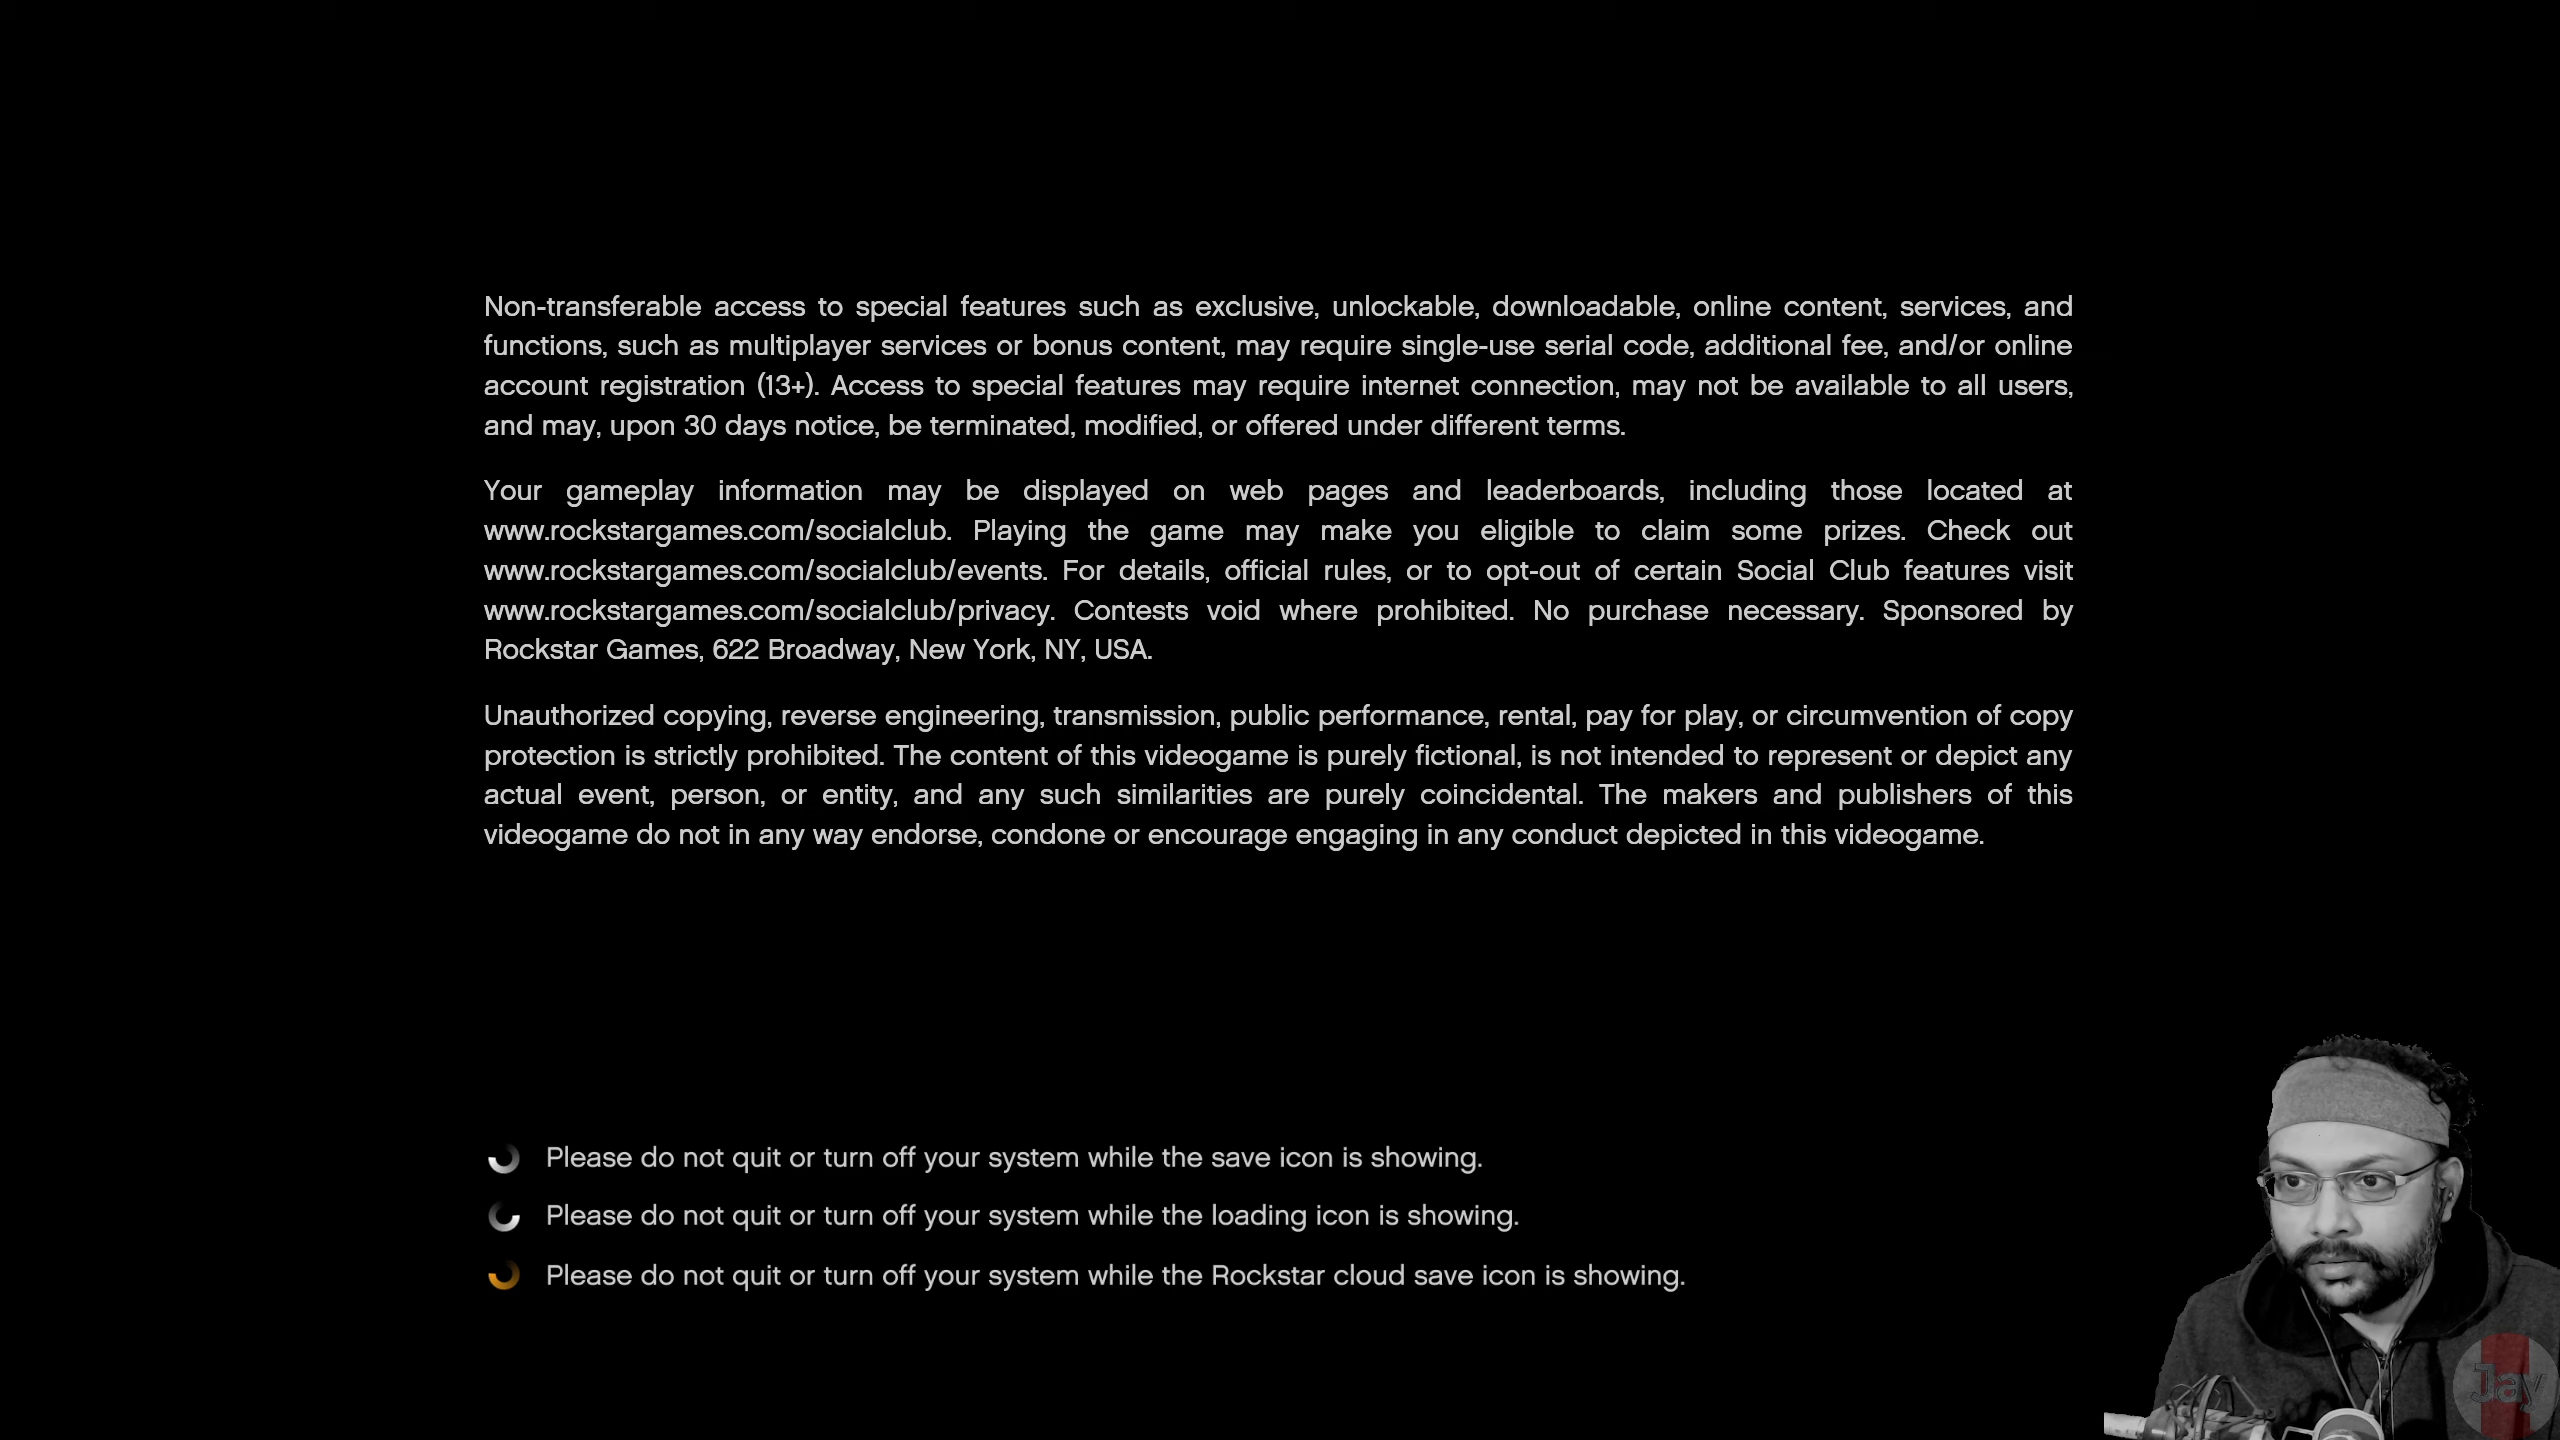 Non-transferable access to special features such as exclusive, unlockable, downloadable, online content, services, and
functions, such as multiplayer services or bonus content, may require single-use serial code, additional fee, and/or online
account registration (13+). Access to special features may require internet connection, may not be available to all users,
and may, upon 30 days notice, be terminated, modified, or offered under different terms.
Your gameplay information may be displayed on web pages and leaderboards, including those located at
www.rockstargames.com/socialclub. Playing the game may make you eligible to claim some prizes. Check out
www.rockstargames.com/socialclub/events. For details, official rules, or to opt-out of certain Social Club features visit
www.rockstargames.com/socialclub/privacy. Contests void where prohibited. No purchase necessary. Sponsored by
Rockstar Games, 622 Broadway, New York, NY, USA.
Unauthorized copying, reverse engineering, transmission, public performance, rental, pay for play, or circumvention of copy
protection is strictly prohibited. The content of this videogame is purely fictional, is not intended to represent or depict any
actual event, person, or entity, and any such similarities are purely coincidental. The makers and publishers of this
videogame do not in any way endorse, condone or encourage engaging in any conduct depicted in this videogame.
Please do not quit or turn off your system while the save icon is showing.
Please do not quit or turn off your system while the loading icon is showing.
Please do not quit or turn off your system while the Rockstar cloud save icon is showing.
Jay